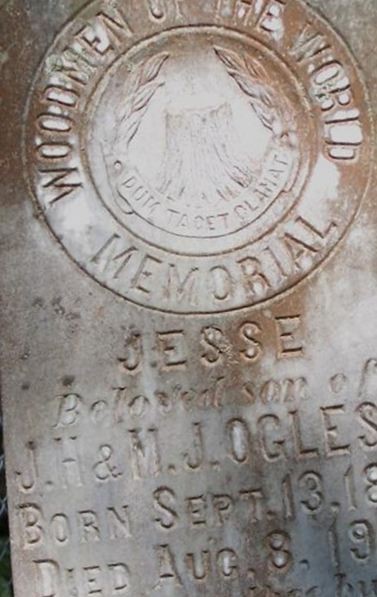 WOODMEN OF THE WORLD
DUM TACET CLAMAT
MEMORIAL
JESSE
Beloved son of
J.H & M.J. OGLES
BORN SEPT. 13, 18
DIED AUG. 8, 19